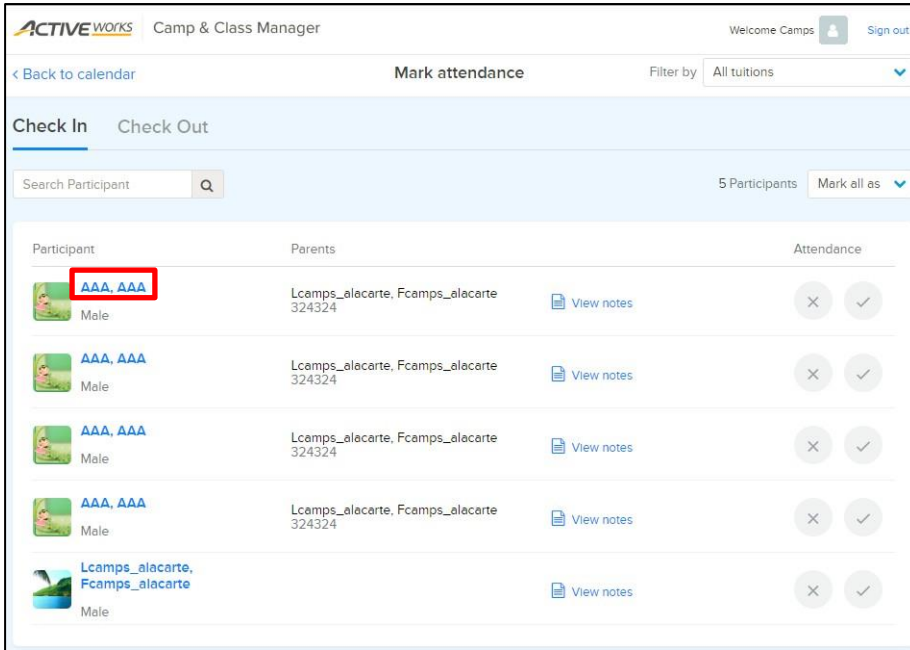 ACTIVE WORKS Camp & Class Manager Welcome Camps Sign out
< Back to calendar Mark attendance Filter by All tuitions
Check In Check Out
Search Participant 5 Participants Mark all as
Participant Parents Attendance
AAA, AAA
Male
Lcamps_alacarte, Fcamps_alacarte
324324
View notes
AAA, AAA
Male
Lcamps_alacarte, Fcamps_alacarte
324324
View notes
AAA, AAA
Male
Lcamps_alacarte, Fcamps_alacarte
324324
View notes
AAA, AAA
Male
Lcamps_alacarte, Fcamps_alacarte
324324
View notes
Lcamps_alacarte,
Fcamps_alacarte
Male
View notes